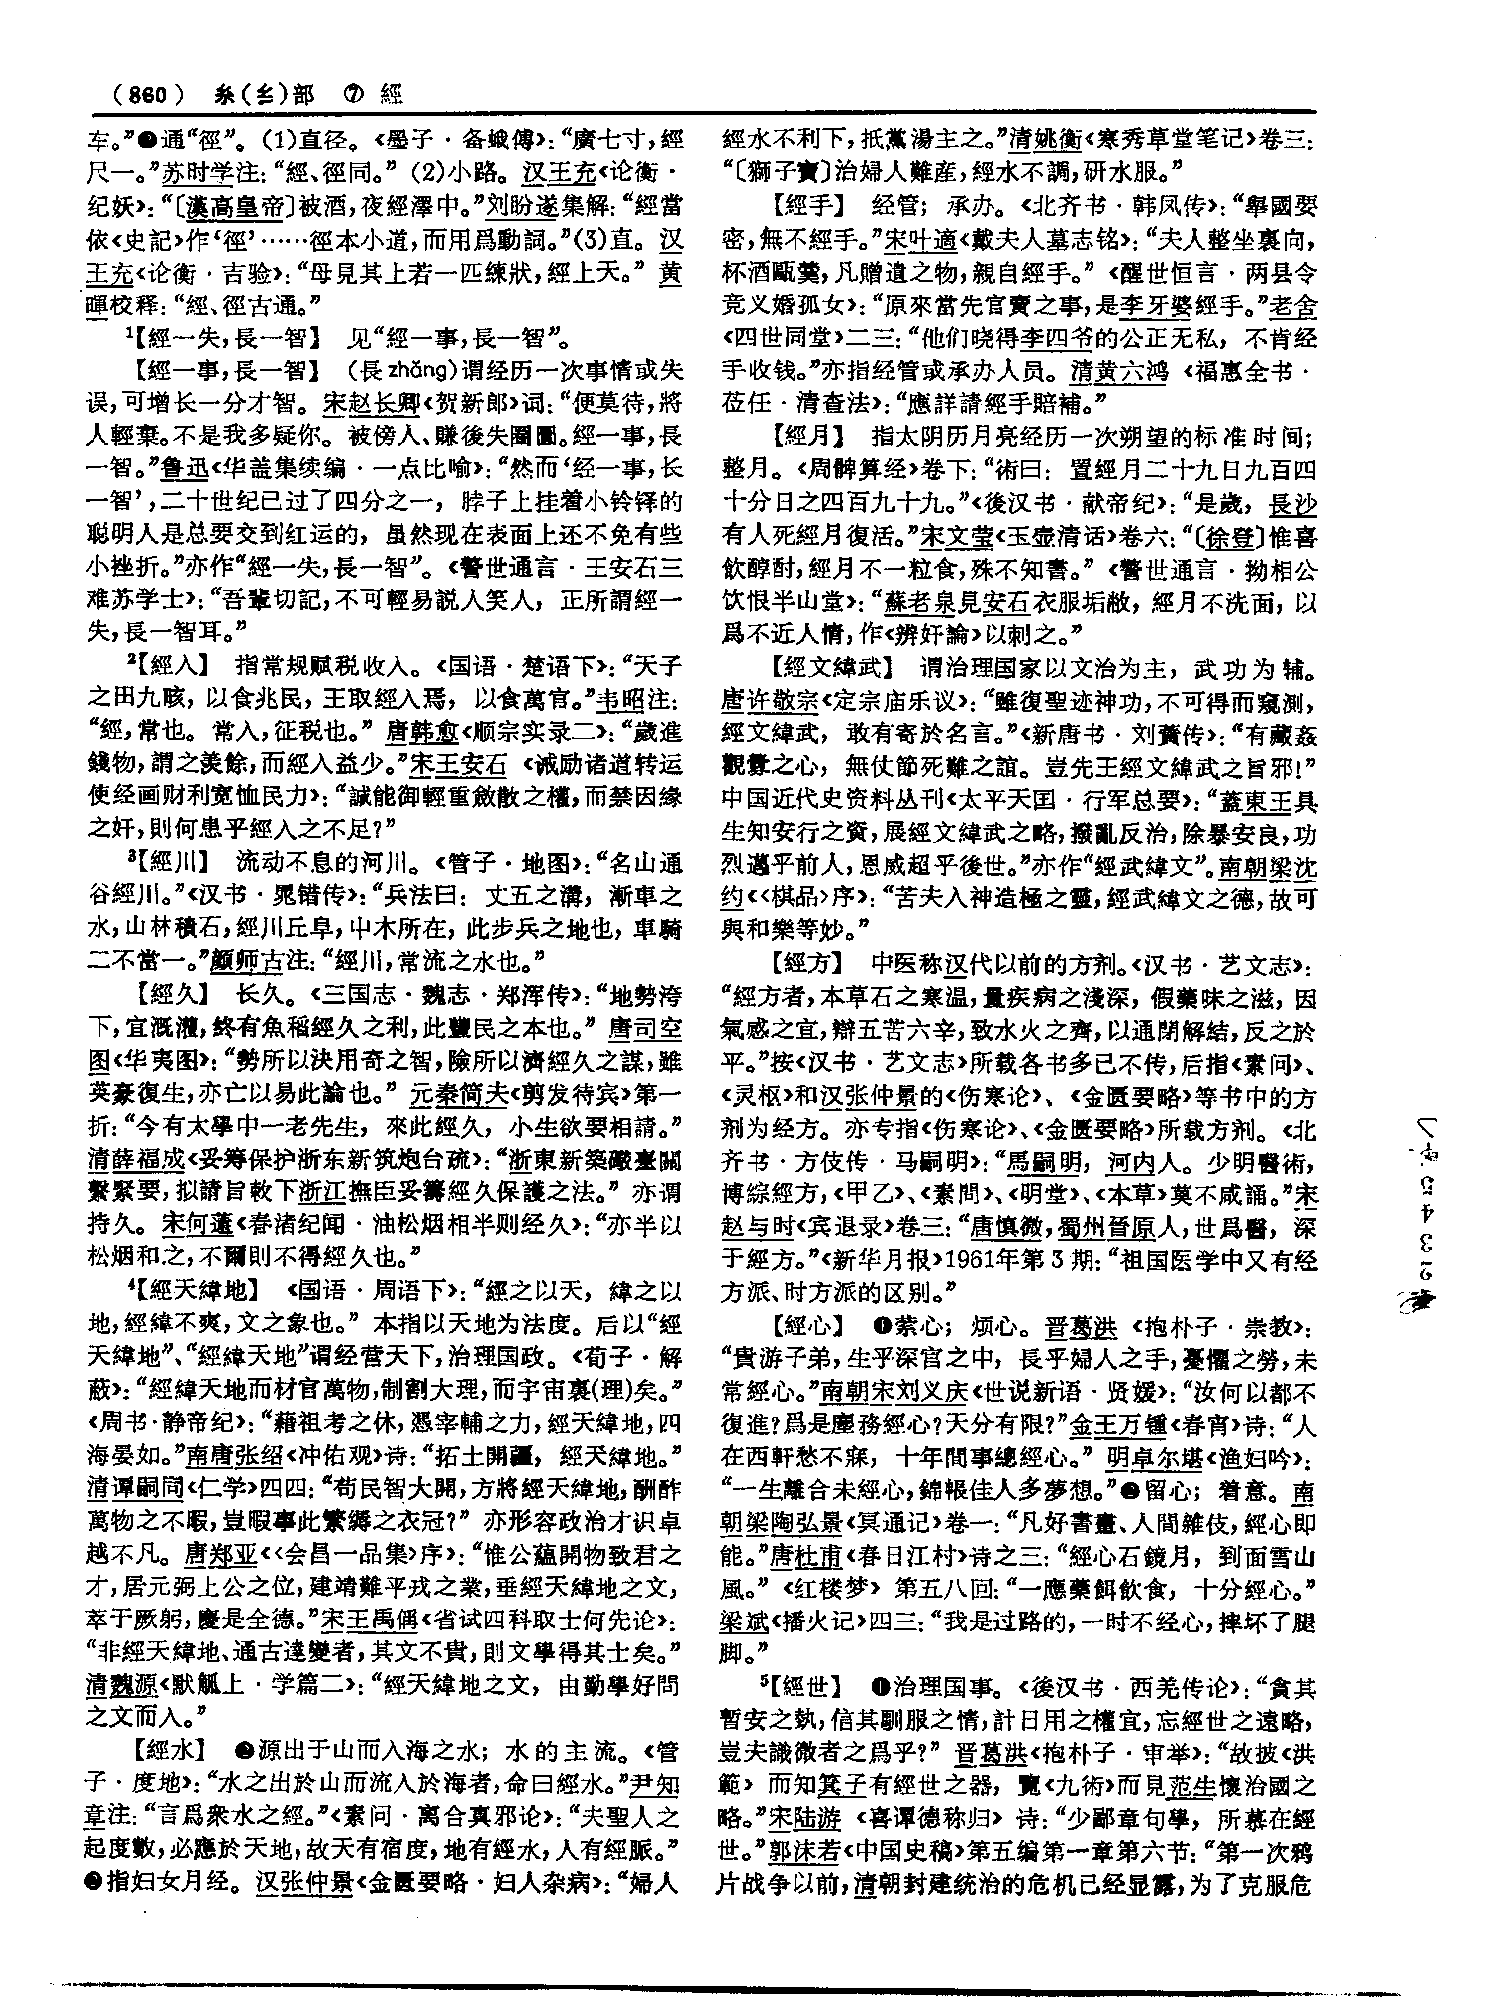 （860） 糸(糹)部 ⑦ 經
车。”❷通“徑”。(1)直径。《墨子·备蛾傅》：“廣七寸，經
尺一。”苏时学注：“經、徑同。”(2)小路。汉王充《论衡·
纪妖》：“〔漢高皇帝〕被酒，夜經澤中。”刘盼遂集解：“經當
依《史記》作‘徑’……徑本小道，而用爲動詞。”(3)直。汉
王充《论衡·吉验》：“母見其上若一匹練狀，經上天。”黄
暉校释：“經、徑古通。”
¹【經一失，長一智】 见“經一事，長一智”。
【經一事，長一智】 （長zhǎng）谓经历一次事情或失
误，可增长一分才智。宋赵长卿《贺新郎》词：“便莫待，將
人輕棄。不是我多疑你。被傍人、賺後失圈圚。經一事，長
一智。”鲁迅《华盖集续编·一点比喻》：“然而‘经一事，长
一智’，二十世纪已过了四分之一，脖子上挂着小铃铎的
聪明人是总要交到红运的，虽然现在表面上还不免有些
小挫折。”亦作“經一失，長一智”。《警世通言·王安石三
难苏学士》：“吾輩切記，不可輕易說人笑人，正所謂經一
失，長一智耳。”
²【經入】 指常规赋税收入。《国语·楚语下》：“天子
之田九畡，以食兆民，王取經入焉，以食萬官。”韦昭注：
“經，常也。常入，征税也。”唐韩愈《顺宗实录二》：“歲進
錢物，謂之羡餘，而經入益少。”宋王安石《诫励诸道转运
使经画财利宽恤民力》：“誠能御輕重斂散之權，而禁因緣
之奸，則何患乎經入之不足？”
³【經川】 流动不息的河川。《管子·地图》：“名山通
谷經川。”《汉书·晁错传》：“兵法曰：丈五之溝，漸車之
水，山林積石，經川丘阜，屮木所在，此步兵之地也，車騎
二不當一。”颜师古注：“經川，常流之水也。”
【經久】 长久。《三国志·魏志·郑浑传》：“地勢洿
下，宜溉灌，終有魚稻經久之利，此豐民之本也。”唐司空
图《华夷图》：“勢所以決用奇之智，險所以濟經久之謀，雖
英豪復生，亦亡以易此論也。”元秦简夫《剪发待宾》第一
折：“今有太學中一老先生，來此經久，小生欲要相請。”
清薛福成《妥筹保护浙东新筑炮台疏》：“浙東新築礮臺關
繫緊要，拟請旨敕下浙江撫臣妥籌經久保護之法。”亦谓
持久。宋何薳《春渚纪闻·油松烟相半则经久》：“亦半以
松烟和之，不爾則不得經久也。”
⁴【經天緯地】 《国语·周语下》：“經之以天，緯之以
地，經緯不爽，文之象也。”本指以天地为法度。后以“經
天緯地”、“經緯天地”谓经营天下，治理国政。《荀子·解
蔽》：“經緯天地而材官萬物，制割大理，而宇宙裏(理)矣。”
《周书·静帝纪》：“藉祖考之休，憑宰輔之力，經天緯地，四
海晏如。”南唐张绍《冲佑观》诗：“拓土開疆，經天緯地。”
清谭嗣同《仁学》四四：“苟民智大開，方將經天緯地，酬酢
萬物之不暇，豈暇事此繁縟之衣冠？”亦形容政治才识卓
越不凡。唐郑亚《〈会昌一品集〉序》：“惟公蘊開物致君之
才，居元弼上公之位，建靖難平戎之業，垂經天緯地之文，
萃于厥躬，慶是全德。”宋王禹偁《省试四科取士何先论》：
“非經天緯地、通古達變者，其文不貴，則文學得其士矣。”
清魏源《默觚上·学篇二》：“經天緯地之文，由勤學好問
之文而入。”
【經水】 ❷源出于山而入海之水；水的主流。《管
子·度地》：“水之出於山而流入於海者，命曰經水。”尹知
章注：“言爲衆水之經。”《素问·离合真邪论》：“夫聖人之
起度數，必應於天地，故天有宿度，地有經水，人有經脈。”
❷指妇女月经。汉张仲景《金匮要略·妇人杂病》：“婦人
經水不利下，抵黨湯主之。”清姚衡《寒秀草堂笔记》卷三：
“〔獅子寶〕治婦人難産，經水不調，研水服。”
【經手】 经管；承办。《北齐书·韩凤传》：“舉國要
密，無不經手。”宋叶適《戴夫人墓志铭》：“夫人整坐裏向，
杯酒甌羹，凡贈遺之物，親自經手。”《醒世恒言·两县令
竞义婚孤女》：“原來當先官賣之事，是李牙婆經手。”老舍
《四世同堂》二三：“他们晓得李四爷的公正无私，不肯经
手收钱。”亦指经管或承办人员。清黄六鸿《福惠全书·
莅任·清查法》：“應詳請經手賠補。”
【經月】 指太阴历月亮经历一次朔望的标准时间；
整月。《周髀算经》卷下：“術曰：置經月二十九日九百四
十分日之四百九十九。”《後汉书·献帝纪》：“是歲，長沙
有人死經月復活。”宋文莹《玉壶清话》卷六：“〔徐登〕惟喜
飲醇酎，經月不一粒食，殊不知書。”《警世通言·拗相公
饮恨半山堂》：“蘇老泉見安石衣服垢敝，經月不洗面，以
爲不近人情，作《辨奸論》以刺之。”
【經文緯武】 谓治理国家以文治为主，武功为辅。
唐许敬宗《定宗庙乐议》：“雖復聖迹神功，不可得而窺測，
經文緯武，敢有寄於名言。”《新唐书·刘蕡传》：“有藏姦
觀釁之心，無仗節死難之誼。豈先王經文緯武之旨邪！”
中国近代史资料丛刊《太平天国·行军总要》：“蓋東王具
生知安行之資，展經文緯武之略，撥亂反治，除暴安良，功
烈邁乎前人，恩威超乎後世。”亦作“經武緯文”。南朝梁沈
约《〈棋品〉序》：“若夫入神造極之靈，經武緯文之德，故可
與和樂等妙。”
【經方】 中医称汉代以前的方剂。《汉书·艺文志》：
“經方者，本草石之寒温，量疾病之淺深，假藥味之滋，因
氣感之宜，辯五苦六辛，致水火之齊，以通閉解結，反之於
平。”按《汉书·艺文志》所载各书多已不传，后指《素问》、
《灵枢》和汉张仲景的《伤寒论》、《金匮要略》等书中的方
剂为经方。亦专指《伤寒论》、《金匮要略》所载方剂。《北
齐书·方伎传·马嗣明》：“馬嗣明，河内人。少明醫術，
博綜經方，《甲乙》、《素問》、《明堂》、《本草》莫不咸誦。”宋
赵与时《宾退录》卷三：“唐慎微，蜀州晉原人，世爲醫，深
于經方。”《新华月报》1961年第3期：“祖国医学中又有经
方派、时方派的区别。”
【經心】 ❶萦心；烦心。晋葛洪《抱朴子·崇教》：
“貴游子弟，生乎深宫之中，長乎婦人之手，憂懼之勞，未
常經心。”南朝宋刘义庆《世说新语·贤媛》：“汝何以都不
復進？爲是塵務經心？天分有限？”金王万锺《春宵》诗：“人
在西軒愁不寐，十年間事總經心。”明卓尔堪《渔妇吟》：
“一生離合未經心，錦帳佳人多夢想。”❷留心；着意。南
朝梁陶弘景《冥通记》卷一：“凡好書畫、人間雜伎，經心即
能。”唐杜甫《春日江村》诗之三：“經心石鏡月，到面雪山
風。”《红楼梦》第五八回：“一應藥餌飲食，十分經心。”
梁斌《播火记》四三：“我是过路的，一时不经心，摔坏了腿
脚。”
⁵【經世】 ❶治理国事。《後汉书·西羌传论》：“貪其
暫安之埶，信其馴服之情，計日用之權宜，忘經世之遠略，
豈夫識微者之爲乎？”晋葛洪《抱朴子·审举》：“故披《洪
範》而知箕子有經世之器，覽《九術》而見范生懷治國之
略。”宋陆游《喜谭德称归》诗：“少鄙章句學，所慕在經
世。”郭沫若《中国史稿》第五编第一章第六节：“第一次鸦
片战争以前，清朝封建统治的危机已经显露，为了克服危